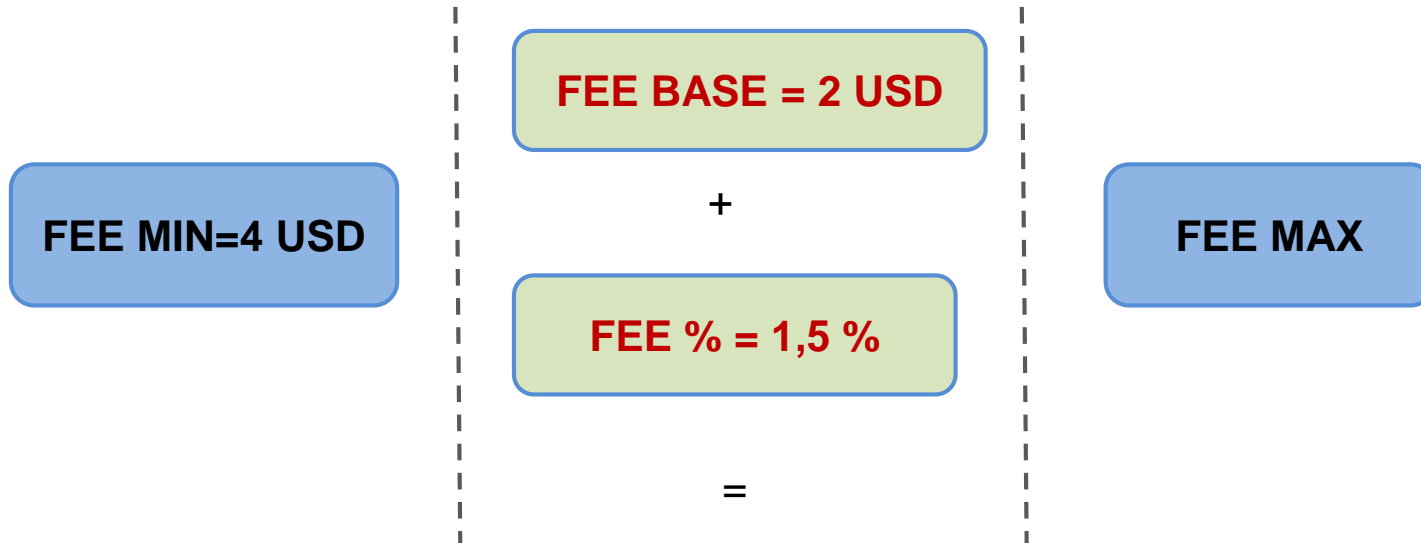 FEE MIN=4 USD
FEE BASE = 2 USD
+
FEE % = 1,5 %
=
FEE MAX